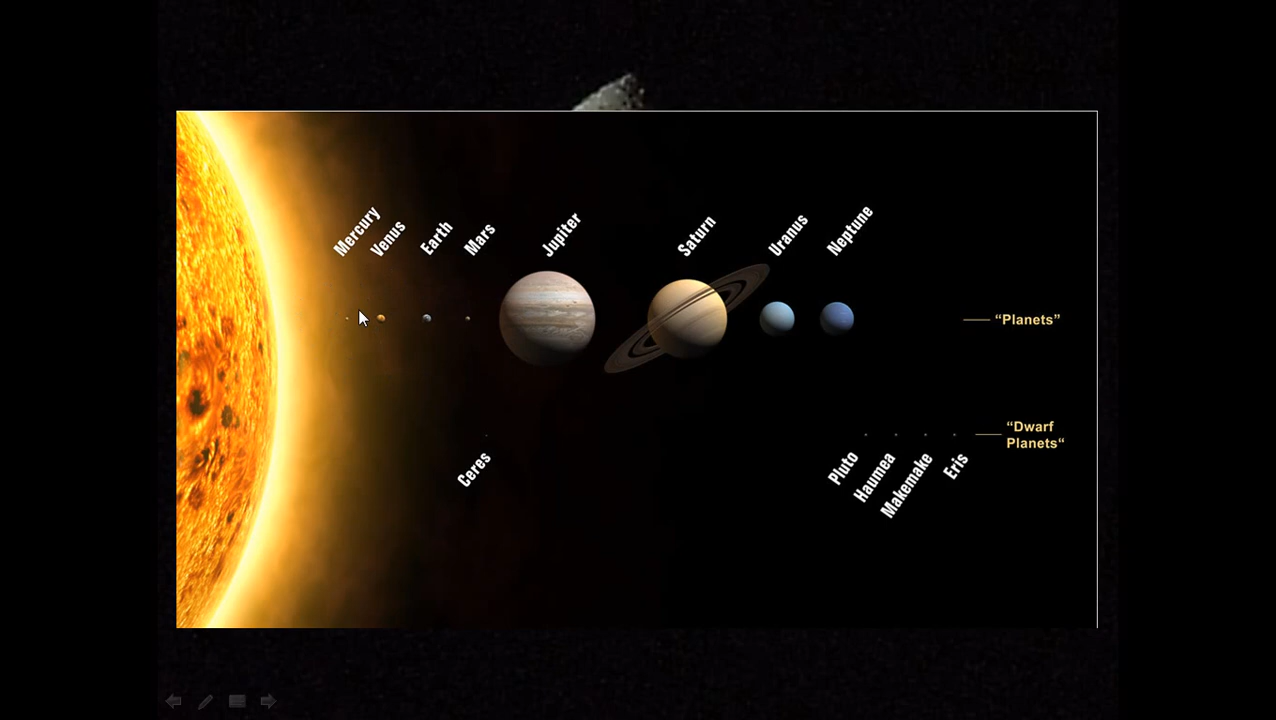 Mercury
Venus
Earth
Mars
Jupiter
Saturn
Uranus
Neptune
“Planets”
“Dwarf
Planets“
Ceres
Pluto
Haumea
Makemake
Eris